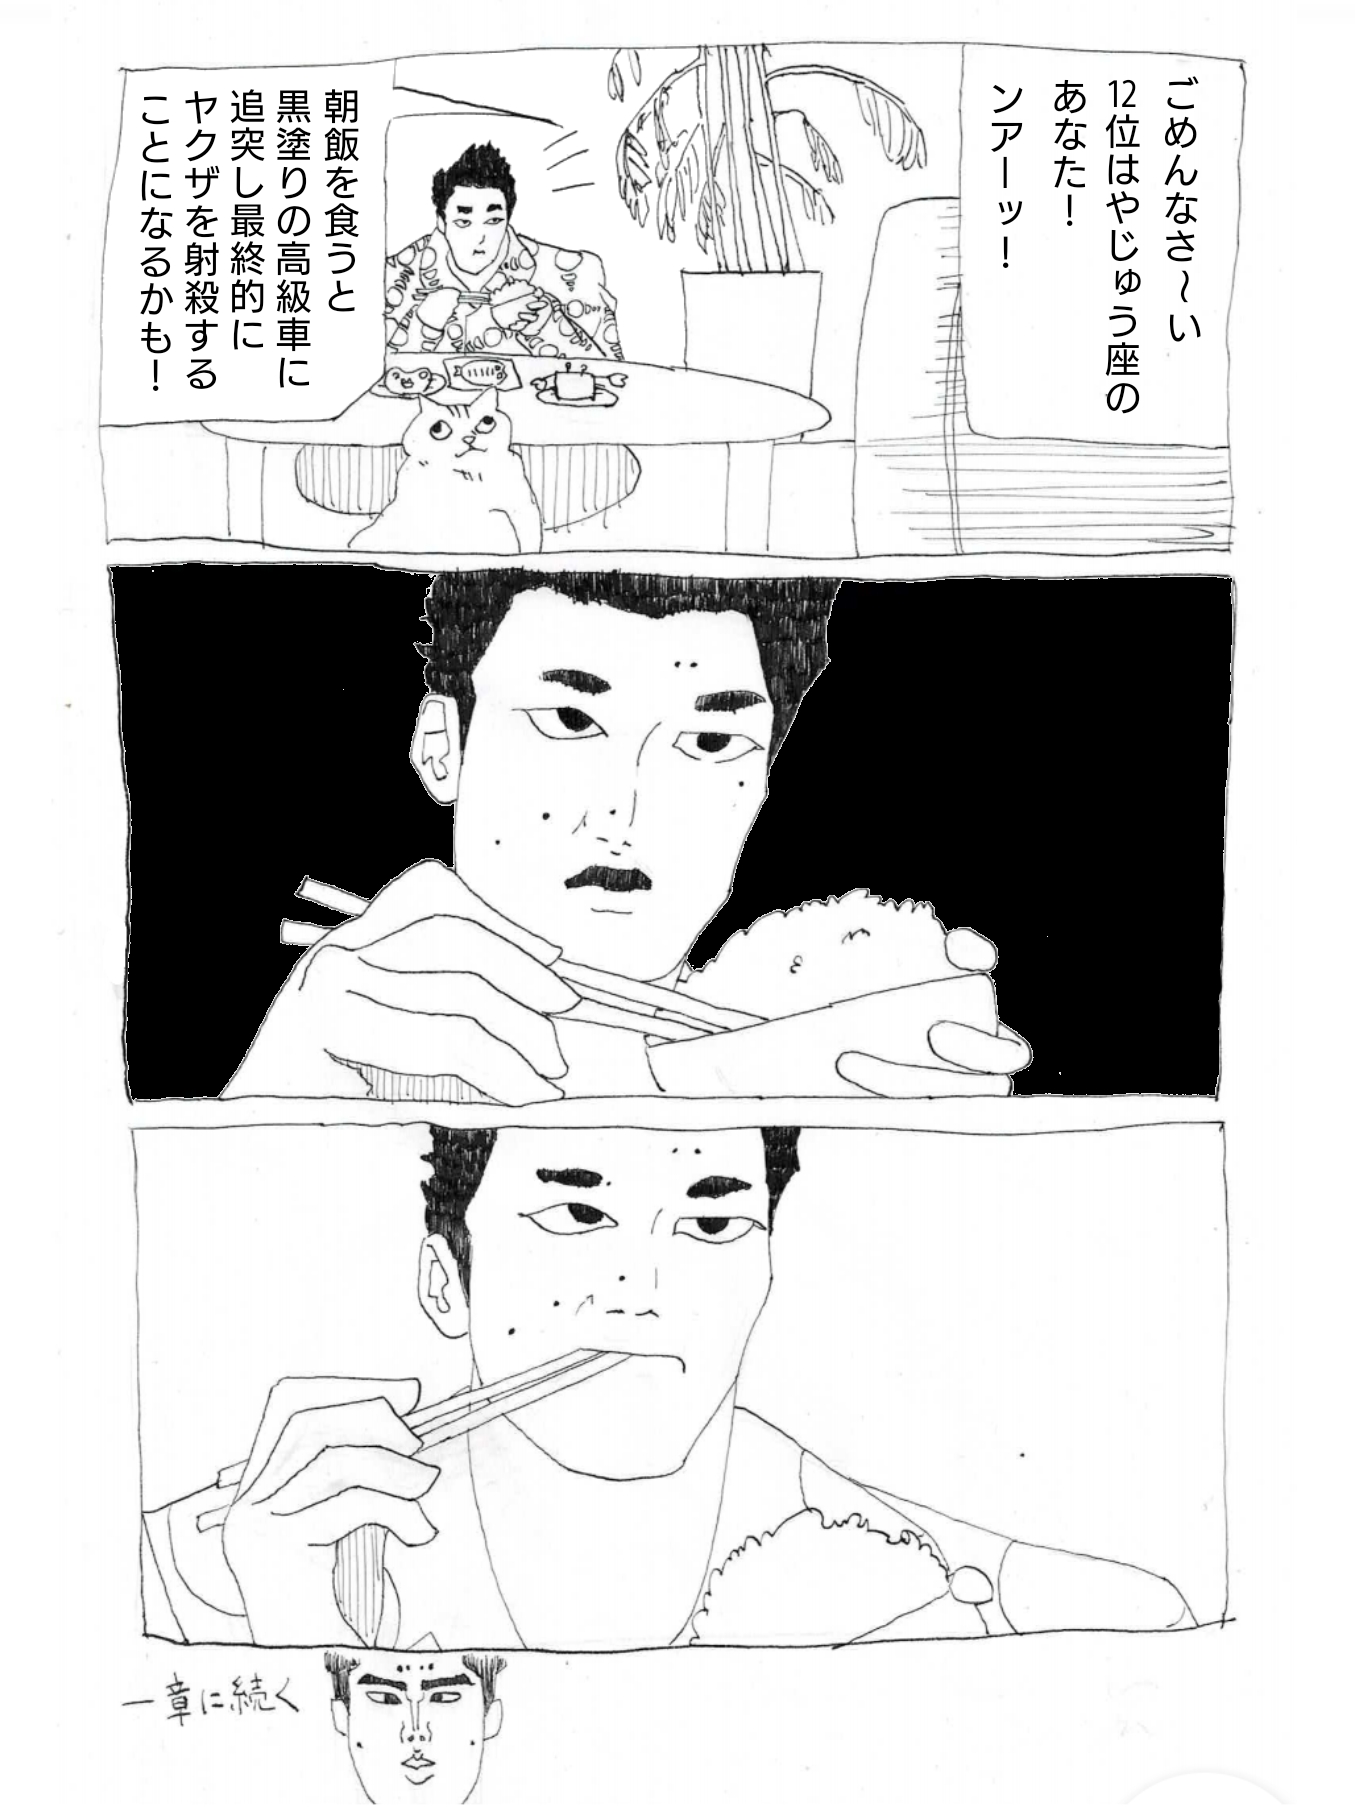 ごめんなさ～い
12位はやじゅう座の
あなた！
ンアーッ！
朝飯を食うと
黒塗りの高級車に
追突し最終的に
ヤクザを射殺する
ことになるかも！
一章に続く